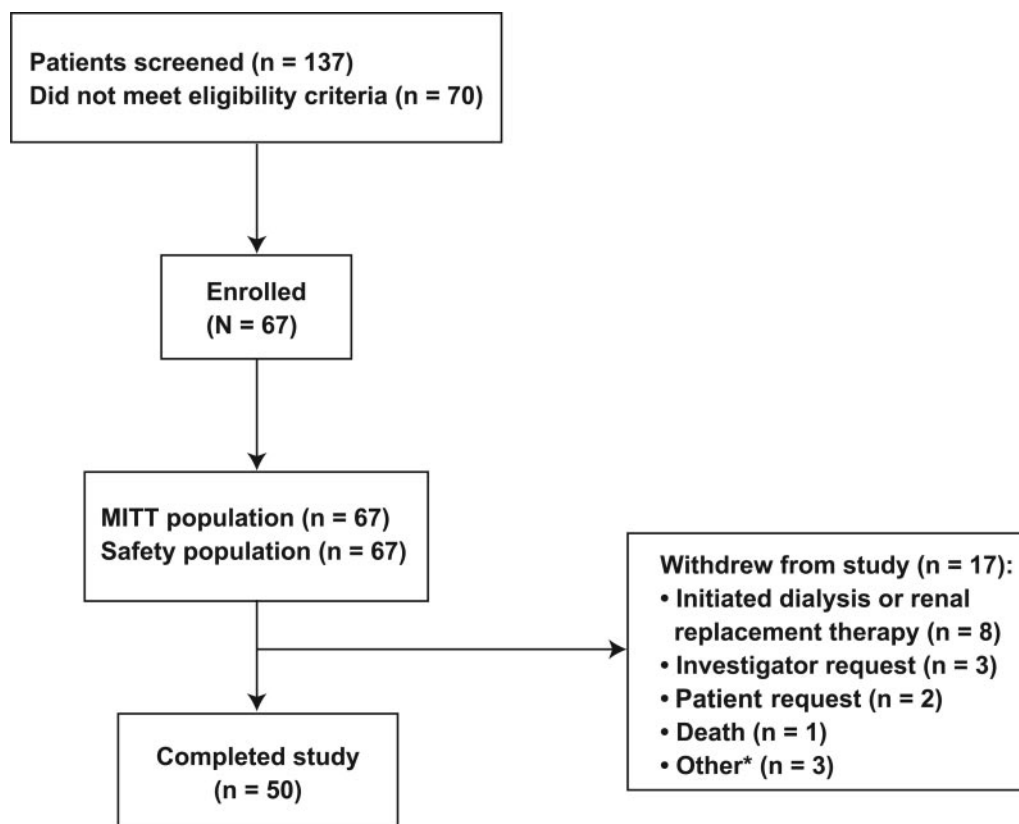 Patients screened (n = 137)
Did not meet eligibility criteria (n = 70)
Enrolled
(N = 67)
MITT population (n = 67)
Safety population (n = 67)
Withdrew from study (n = 17):
• Initiated dialysis or renal
replacement therapy (n = 8)
• Investigator request (n = 3)
• Patient request (n = 2)
• Death (n = 1)
• Other* (n = 3)
Completed study
(n = 50)